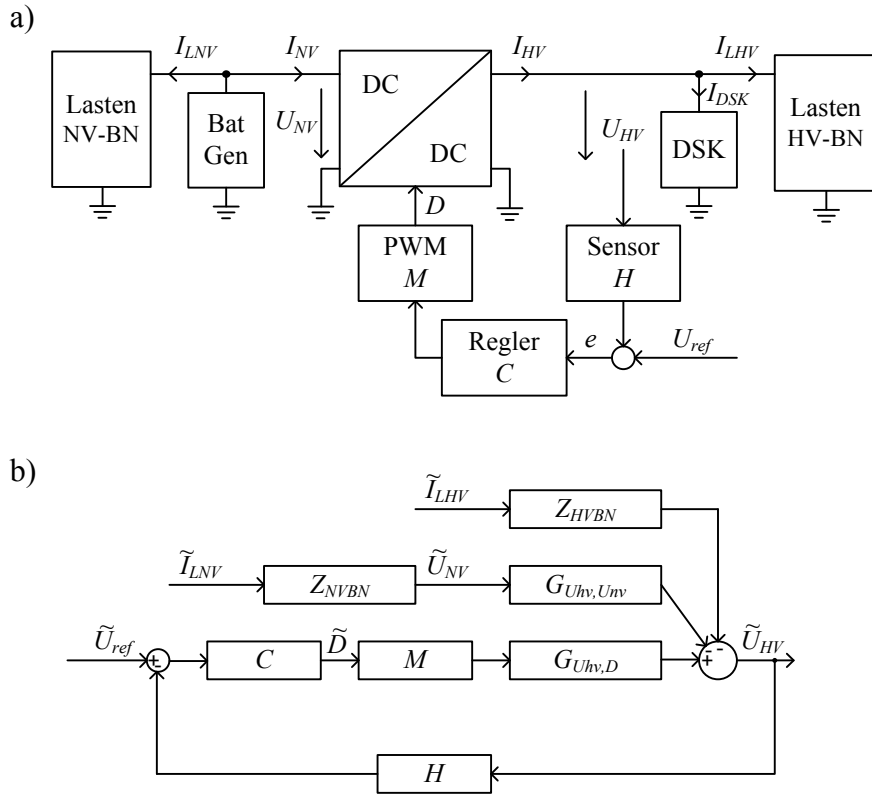 a)
I_LNV
I_NV
I_HV
I_LHV
Lasten
NV-BN
Bat
Gen
U_NV
DC
DC
U_HV
I_DSK
DSK
Lasten
HV-BN
D
PWM
M
Sensor
H
Regler
C
e
U_ref
b)
Ĩ_LHV
Z_HVBN
Ĩ_LNV
Z_NVBN
Ũ_NV
G_Uhv,Unv
Ũ_ref
+
-
C
D̃
M
G_Uhv,D
+
-
-
Ũ_HV
H